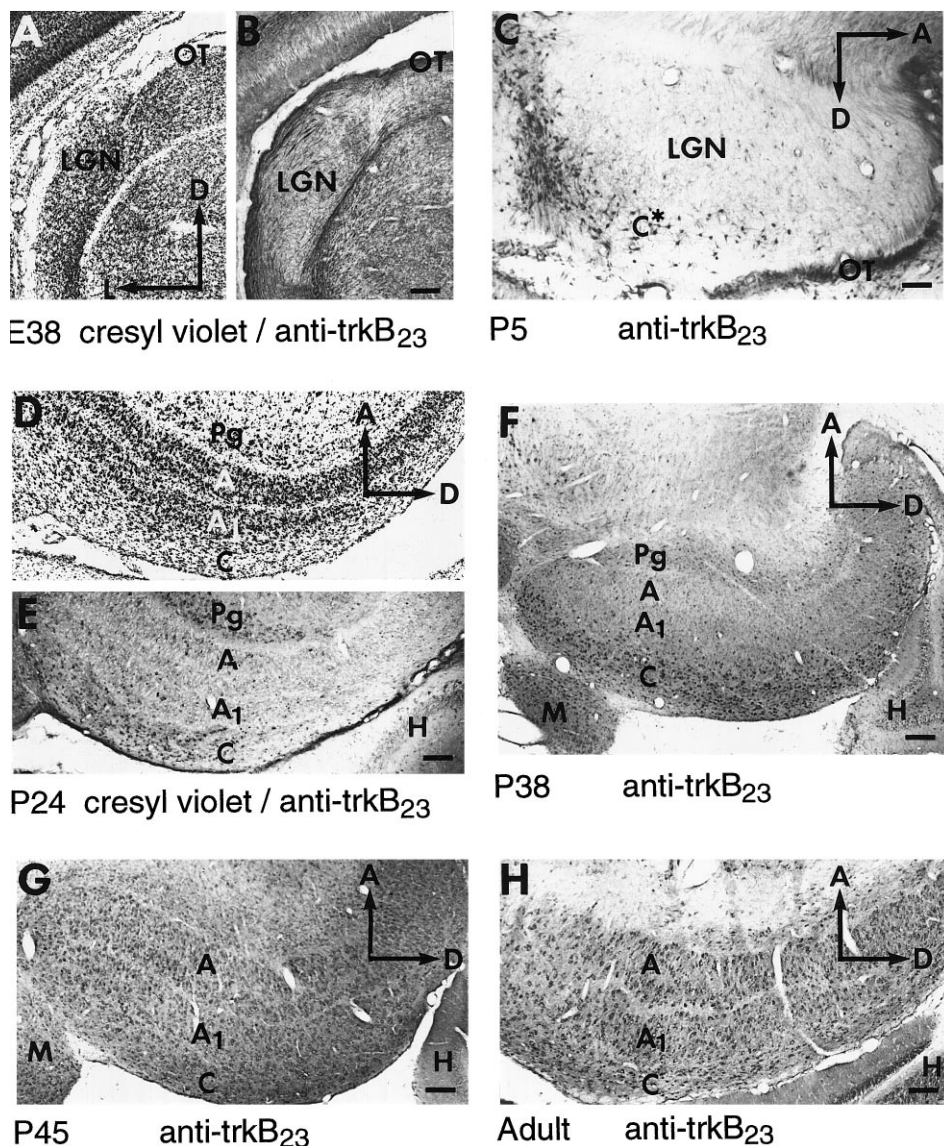 A
OT
LGN
D
L
B
OT
LGN
E38 cresyl violet / anti-trkB23
C
A
D
LGN
C*
OT
P5 anti-trkB23
D
Pg
A
A1
C
A
D
E
Pg
A
A1
C
H
P24 cresyl violet / anti-trkB23
F
A
D
Pg
A
A1
C
M
H
P38 anti-trkB23
G
A
D
A
A1
C
M
H
P45 anti-trkB23
H
A
D
A
A1
C
H
Adult anti-trkB23